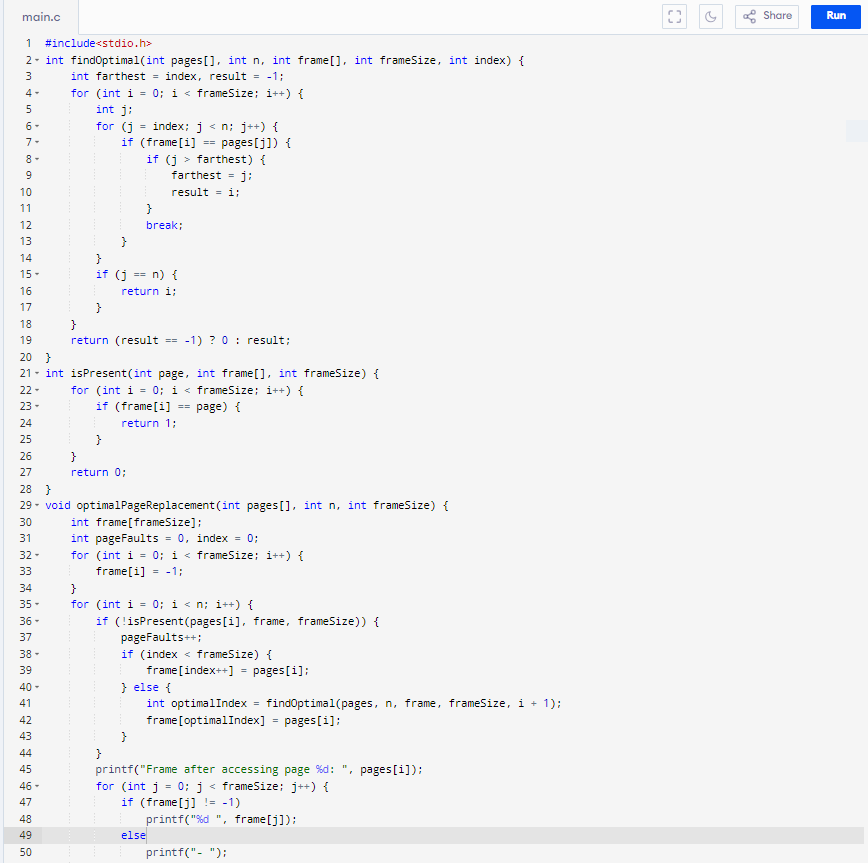 main.c
Share
Run
1 #include<stdio.h>
2 int findOptimal(int pages[], int n, int frame[], int frameSize, int index) {
3     int farthest = index, result = -1;
4     for (int i = 0; i < frameSize; i++) {
5         int j;
6         for (j = index; j < n; j++) {
7             if (frame[i] == pages[j]) {
8                 if (j > farthest) {
9                     farthest = j;
10                     result = i;
11                 }
12                 break;
13             }
14         }
15         if (j == n) {
16             return i;
17         }
18     }
19     return (result == -1) ? 0 : result;
20 }
21 int isPresent(int page, int frame[], int frameSize) {
22     for (int i = 0; i < frameSize; i++) {
23         if (frame[i] == page) {
24             return 1;
25         }
26     }
27     return 0;
28 }
29 void optimalPageReplacement(int pages[], int n, int frameSize) {
30     int frame[frameSize];
31     int pageFaults = 0, index = 0;
32     for (int i = 0; i < frameSize; i++) {
33         frame[i] = -1;
34     }
35     for (int i = 0; i < n; i++) {
36         if (!isPresent(pages[i], frame, frameSize)) {
37             pageFaults++;
38             if (index < frameSize) {
39                 frame[index++] = pages[i];
40             } else {
41                 int optimalIndex = findOptimal(pages, n, frame, frameSize, i + 1);
42                 frame[optimalIndex] = pages[i];
43             }
44         }
45         printf("Frame after accessing page %d: ", pages[i]);
46         for (int j = 0; j < frameSize; j++) {
47             if (frame[j] != -1)
48                 printf("%d ", frame[j]);
49             else
50                 printf("- ");